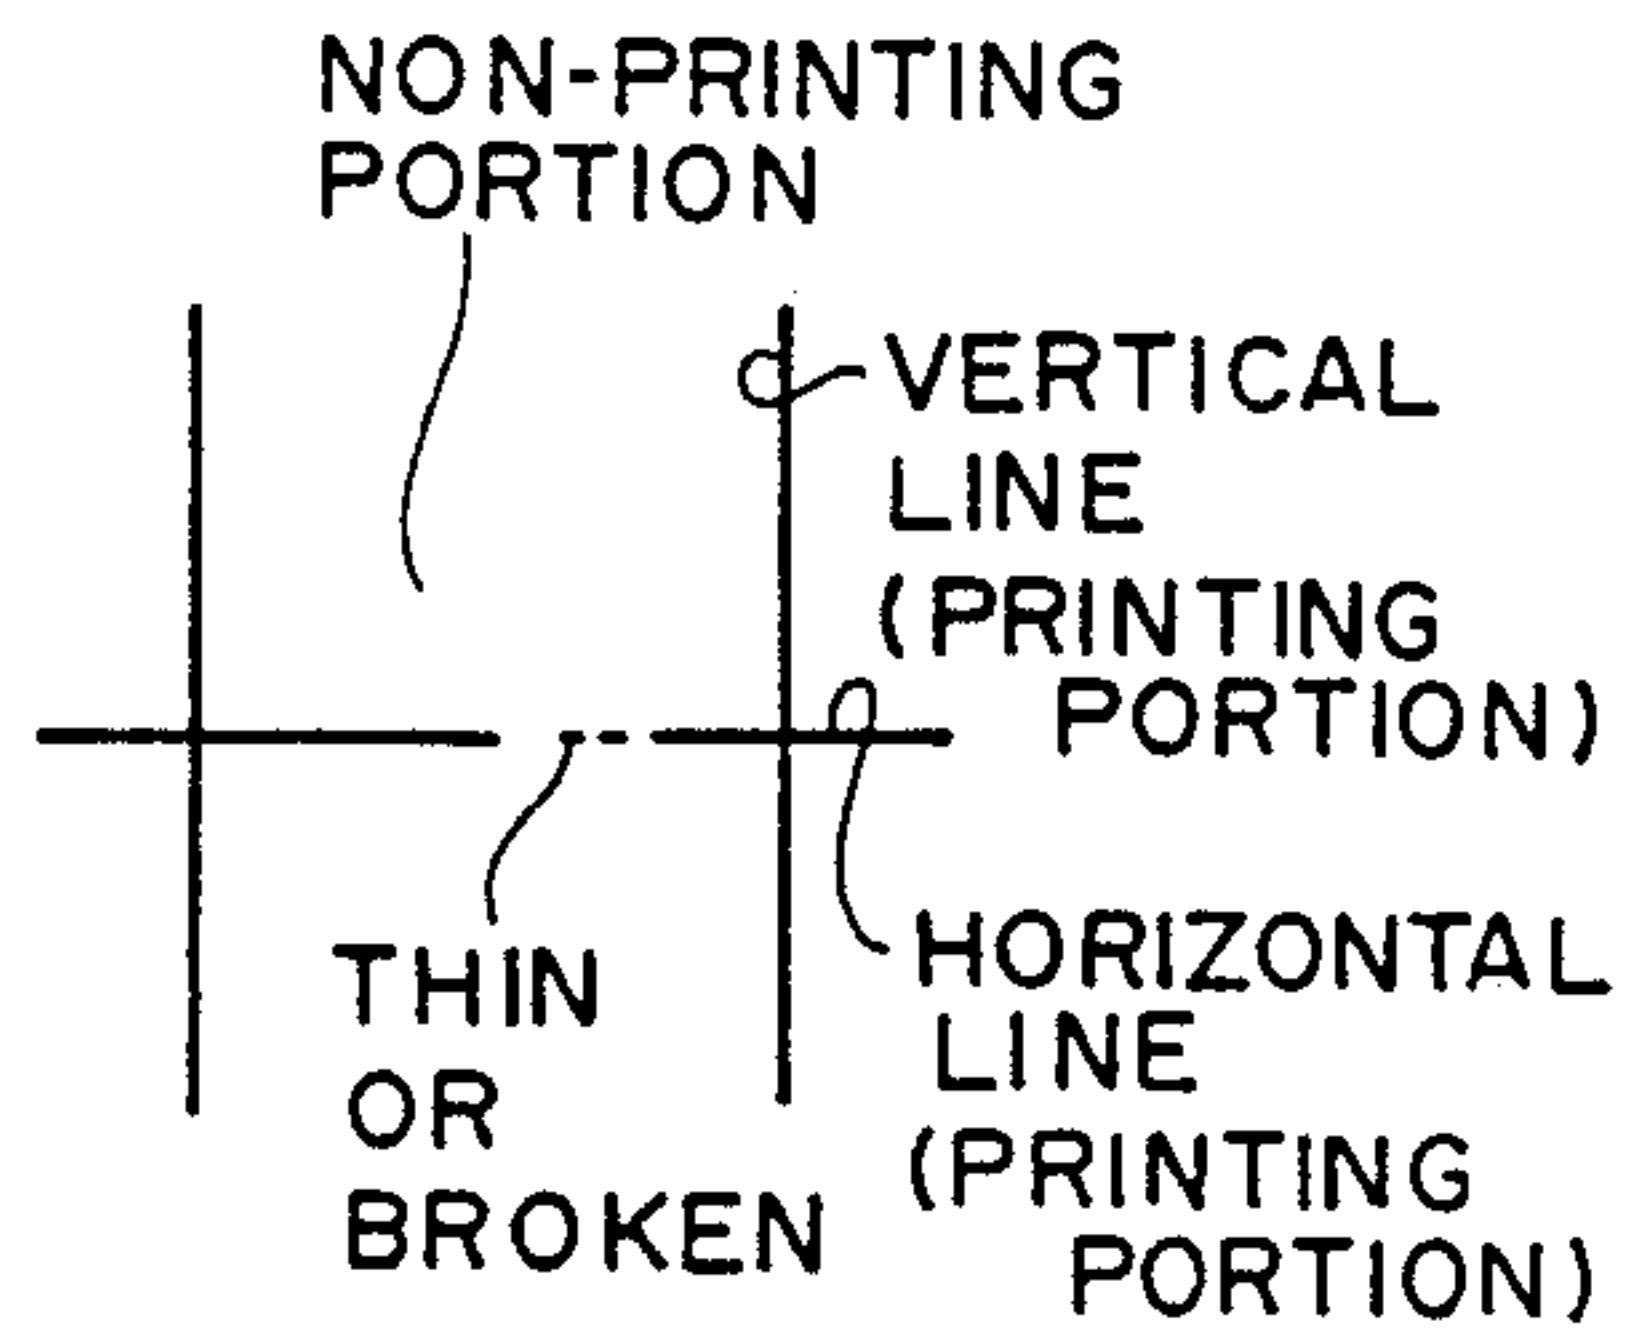 NON-PRINTING
PORTION
VERTICAL
LINE
(PRINTING
PORTION)
THIN
OR
BROKEN
HORIZONTAL
LINE
(PRINTING
PORTION)